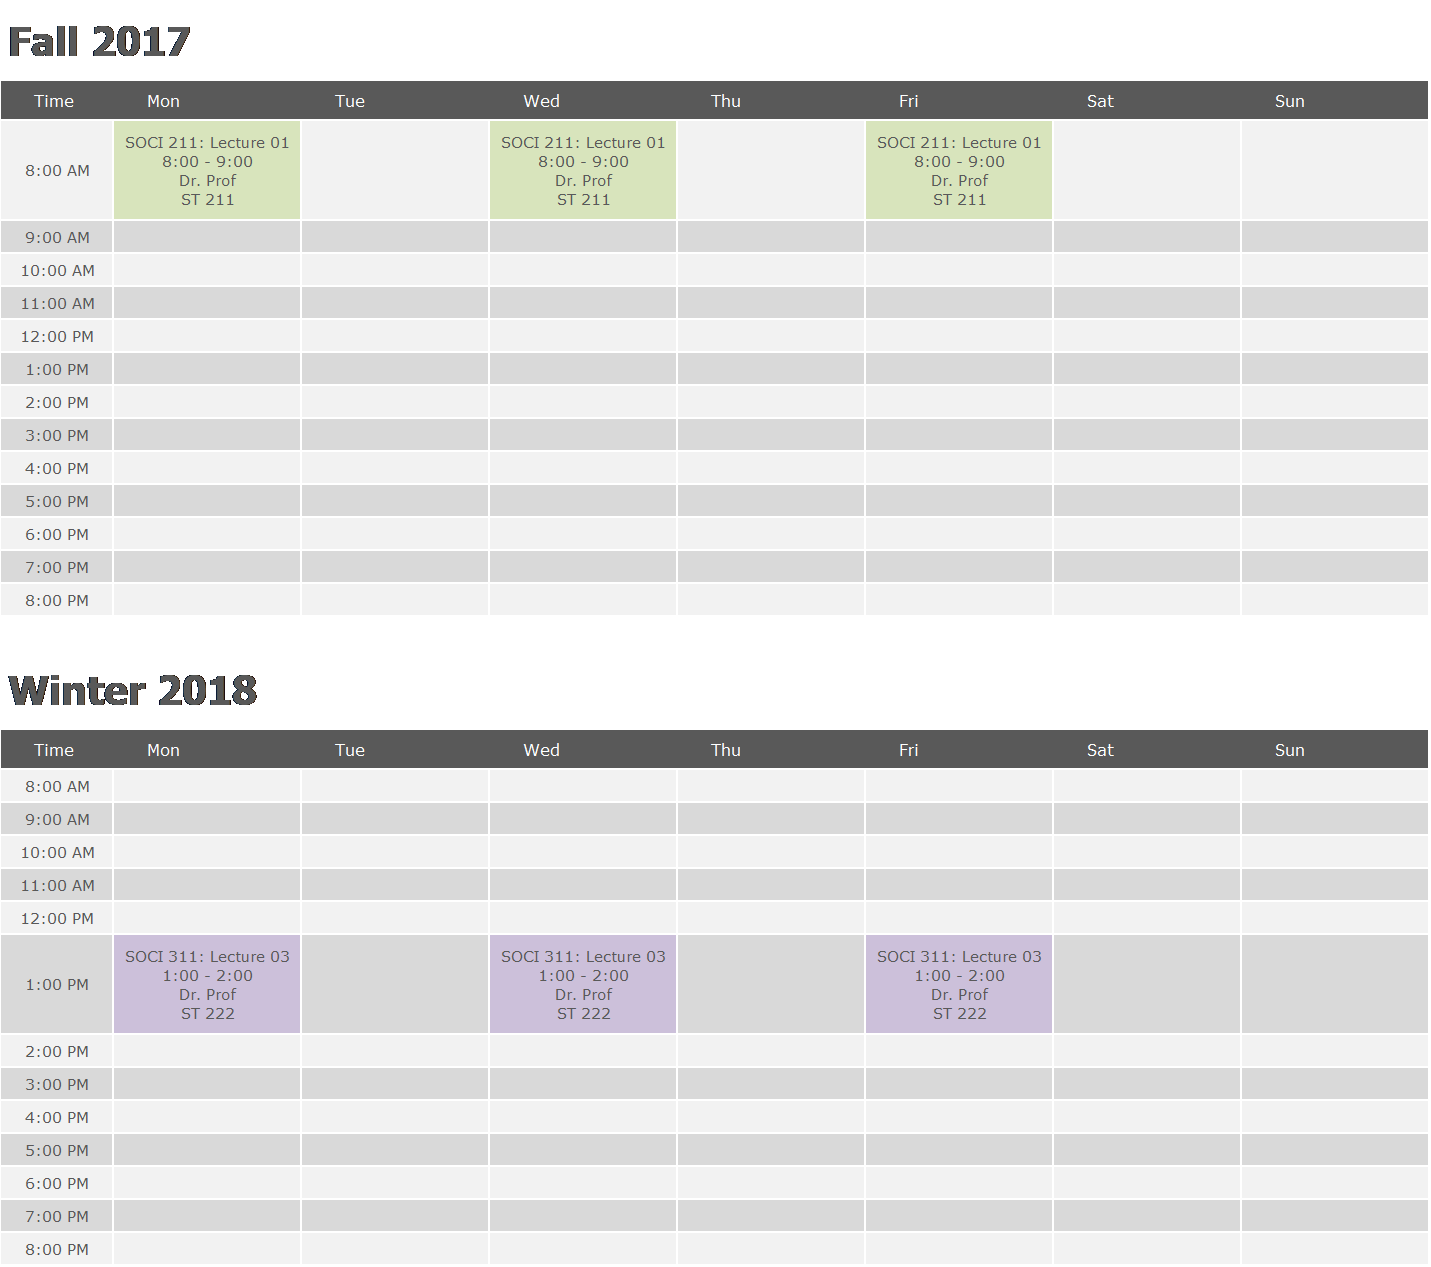 Fall 2017
Time Mon Tue Wed Thu Fri Sat Sun
8:00 AM
SOCI 211: Lecture 01
8:00 - 9:00
Dr. Prof
ST 211
SOCI 211: Lecture 01
8:00 - 9:00
Dr. Prof
ST 211
SOCI 211: Lecture 01
8:00 - 9:00
Dr. Prof
ST 211
9:00 AM
10:00 AM
11:00 AM
12:00 PM
1:00 PM
2:00 PM
3:00 PM
4:00 PM
5:00 PM
6:00 PM
7:00 PM
8:00 PM
Winter 2018
Time Mon Tue Wed Thu Fri Sat Sun
8:00 AM
9:00 AM
10:00 AM
11:00 AM
12:00 PM
1:00 PM
SOCI 311: Lecture 03
1:00 - 2:00
Dr. Prof
ST 222
SOCI 311: Lecture 03
1:00 - 2:00
Dr. Prof
ST 222
SOCI 311: Lecture 03
1:00 - 2:00
Dr. Prof
ST 222
2:00 PM
3:00 PM
4:00 PM
5:00 PM
6:00 PM
7:00 PM
8:00 PM